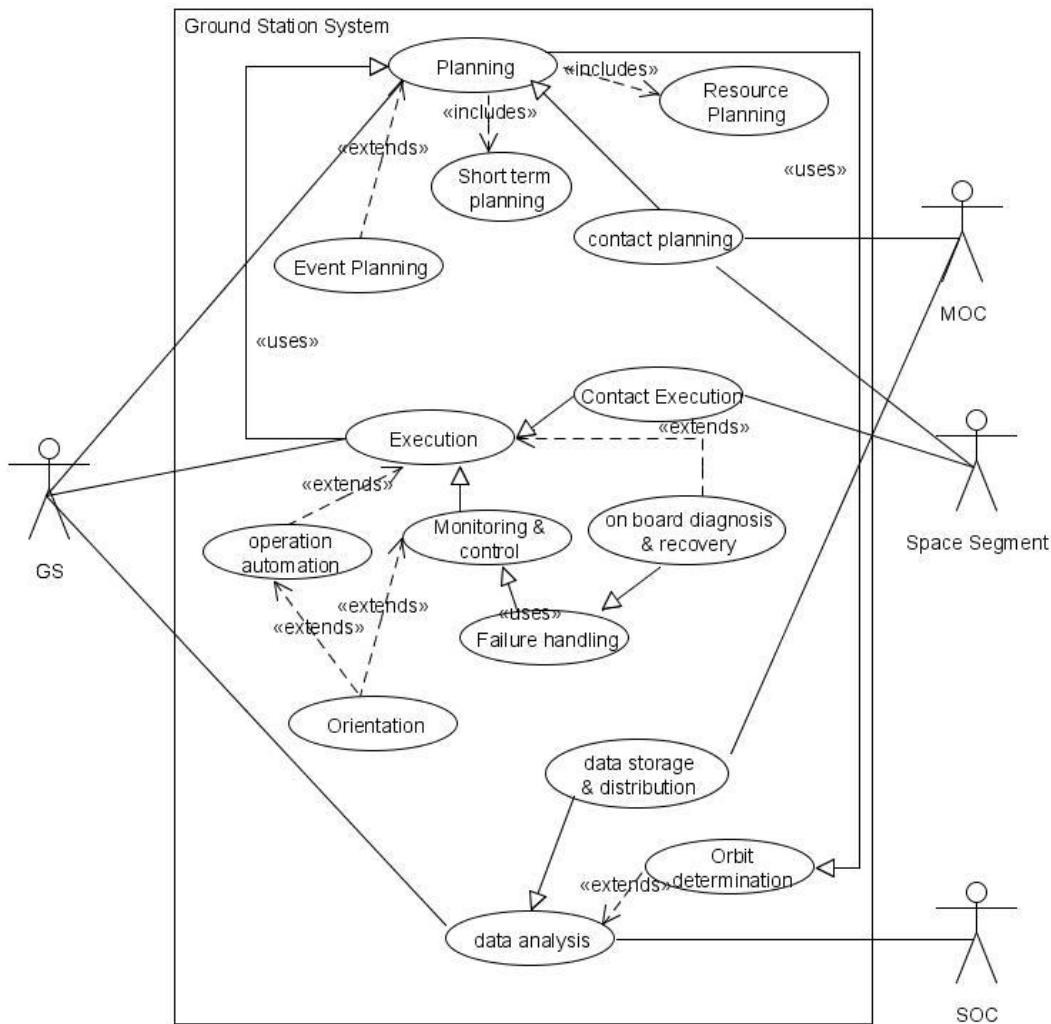 Ground Station System
Planning
«includes»
Resource
Planning
«includes»
«extends»
Short term
planning
«uses»
contact planning
Event Planning
MOC
«uses»
Contact Execution
«extends»
Execution
«extends»
Monitoring &
control
on board diagnosis
& recovery
operation
automation
Space Segment
GS
«extends»
«uses»
«extends»
Failure handling
Orientation
data storage
& distribution
Orbit
determination
«extends»
data analysis
SOC